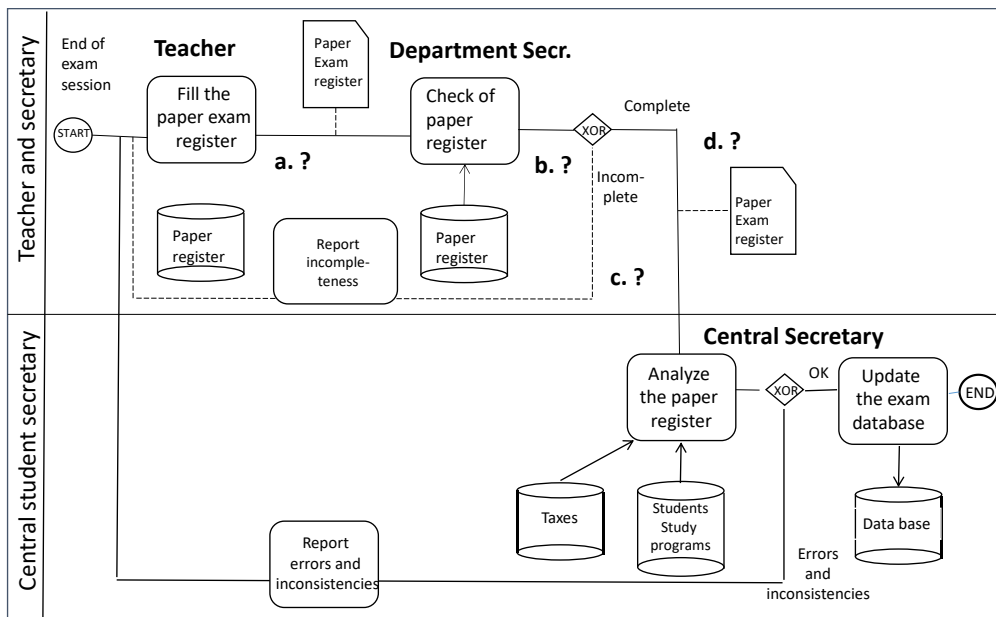 Teacher and secretary
End of
exam
session
START
Teacher
Fill the
paper exam
register
a. ?
Paper
Exam
register
Department Secr.
Check of
paper
register
b. ?
XOR
Complete
Incom-
plete
d. ?
Paper
Exam
register
Paper
register
Report
incomple-
teness
Paper
register
c. ?
Central student secretary
Central Secretary
Analyze
the paper
register
XOR
OK
Update
the exam
database
END
Taxes
Students
Study
programs
Data base
Report
errors and
inconsistencies
Errors
and
inconsistencies